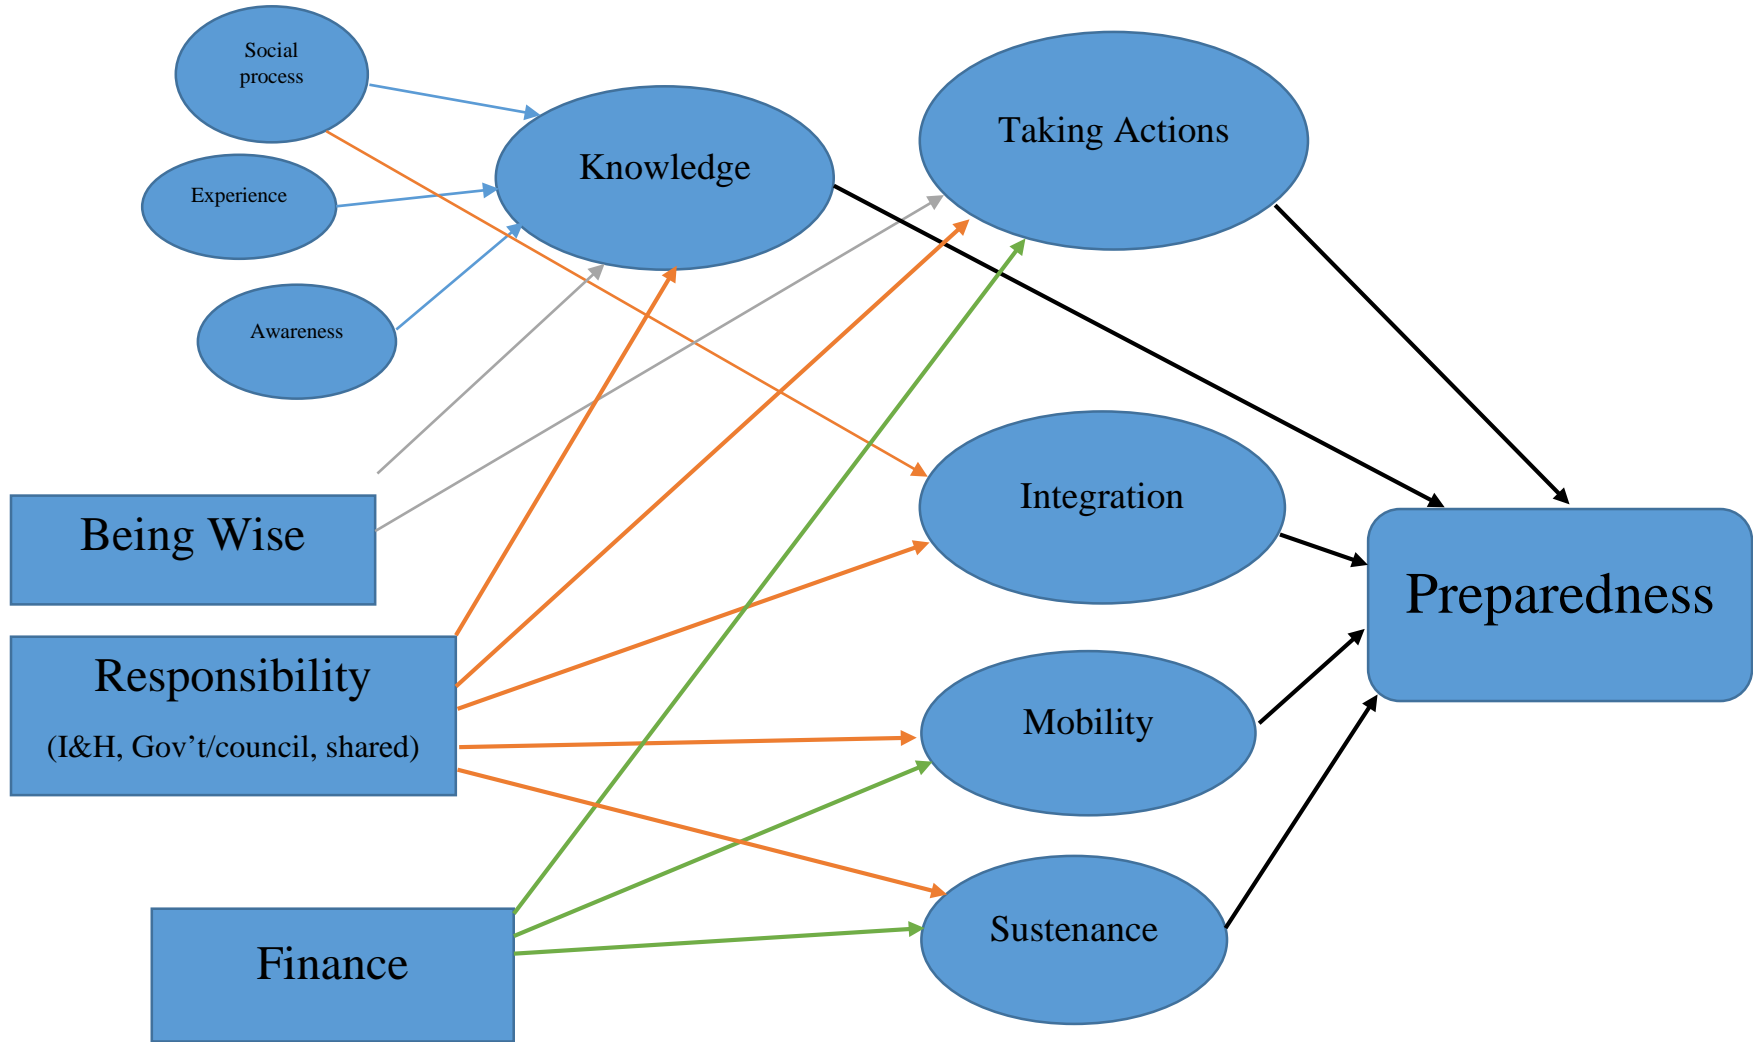 Social
process
Experience
Awareness
Knowledge
Taking Actions
Being Wise
Responsibility
(I&H, Gov’t/council, shared)
Finance
Integration
Mobility
Sustenance
Preparedness